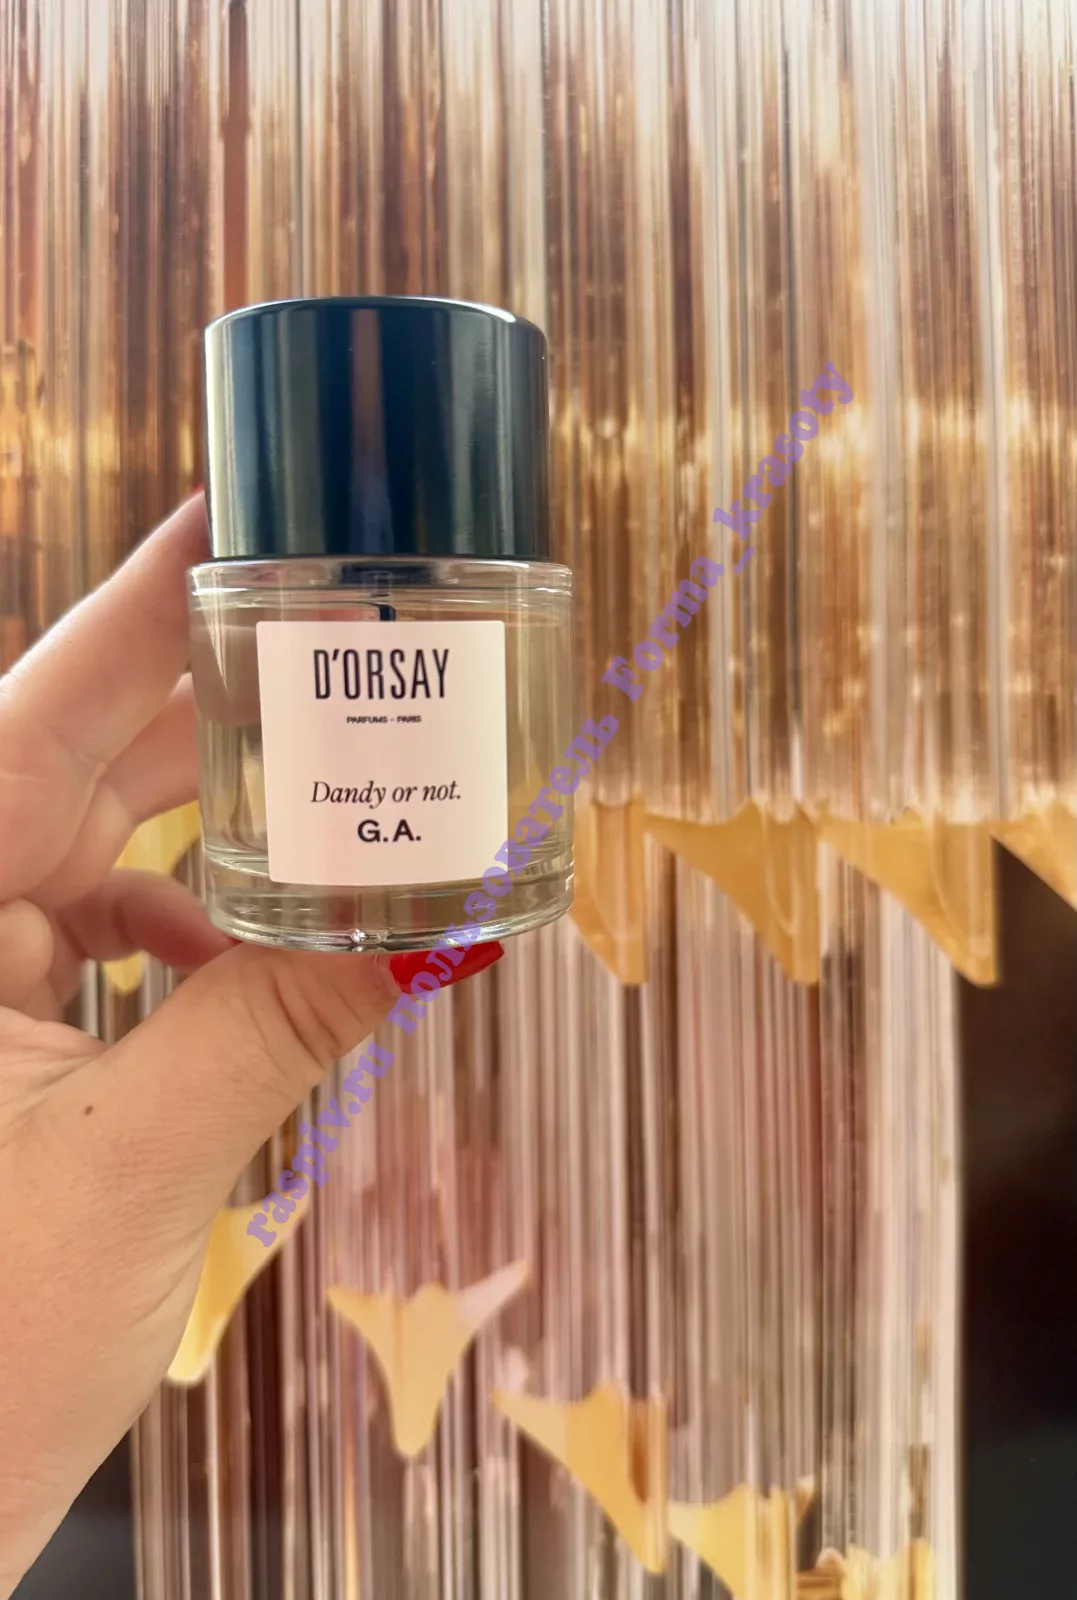 D'ORSAY
PARFUMS - PARIS
Dandy or not.
G.A.
raspiv.ru пользователь Forma_krasoty